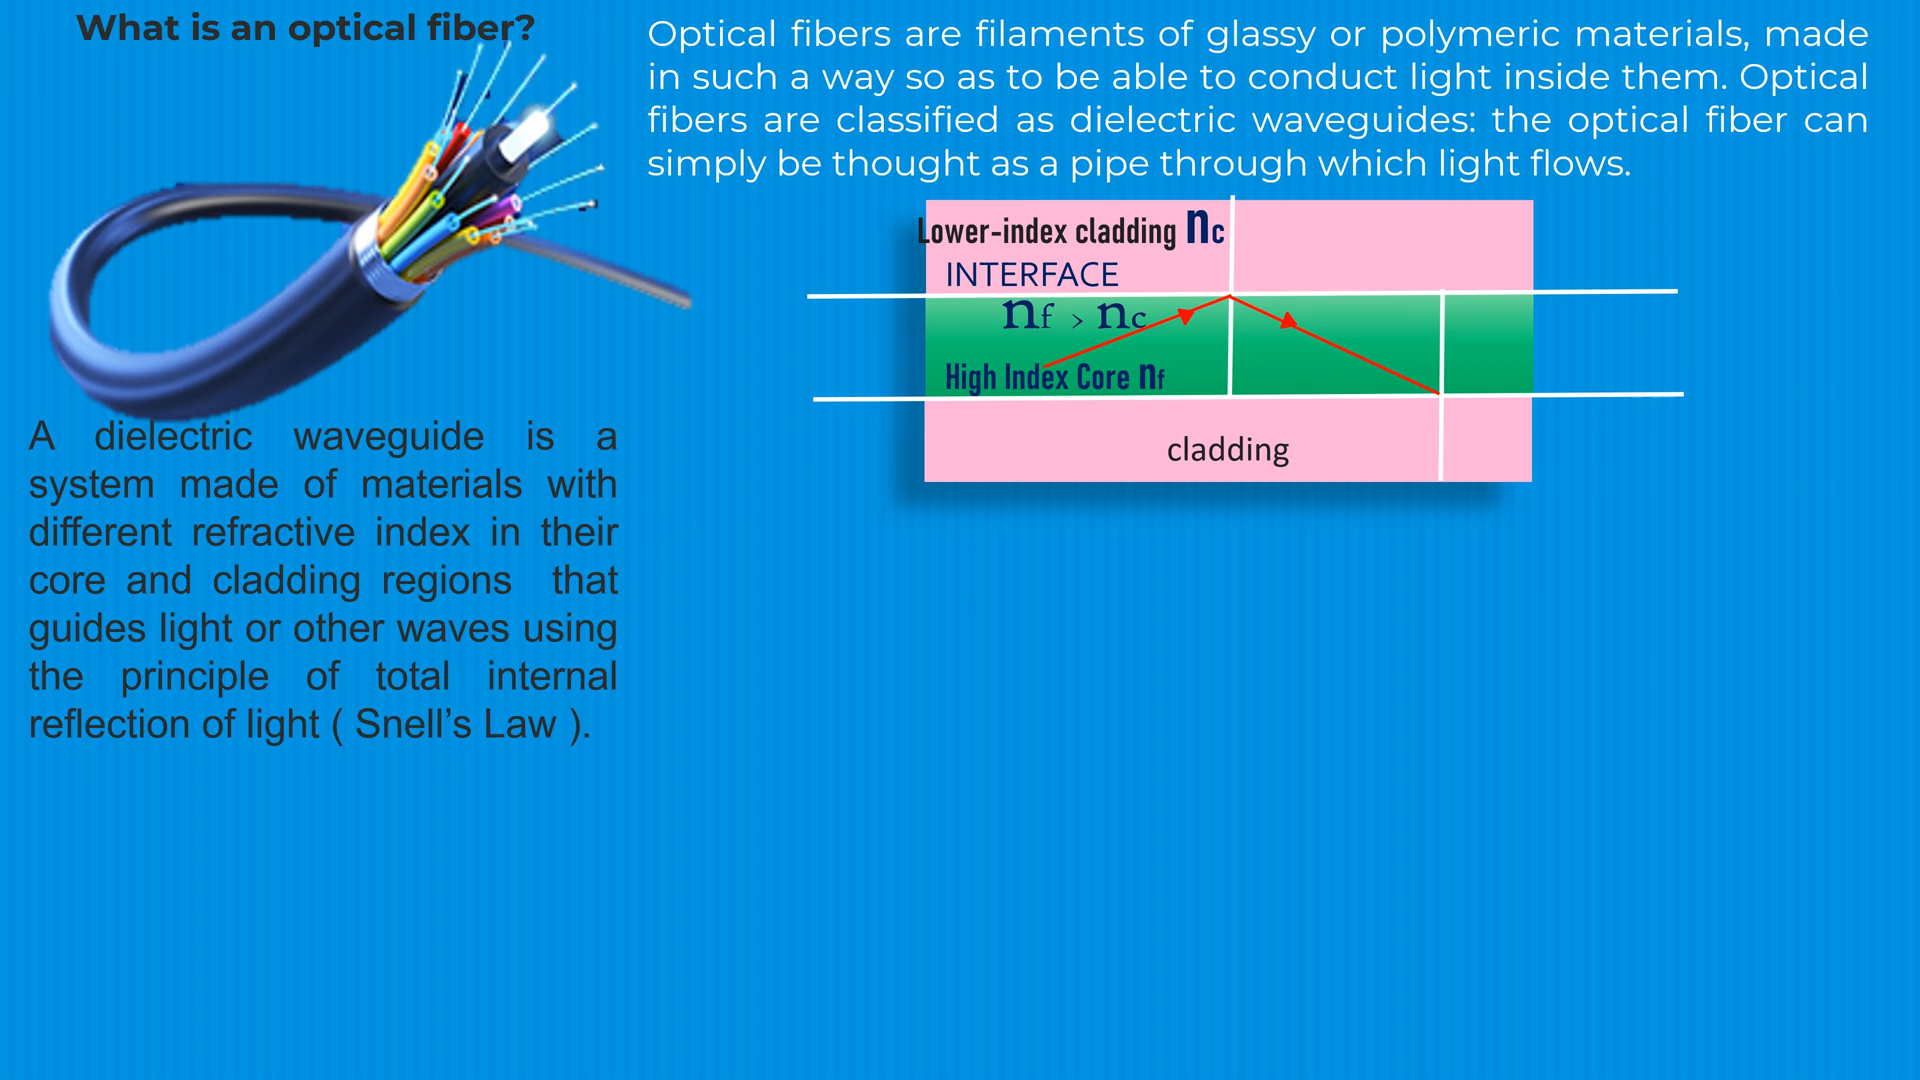 What is an optical fiber?
Optical fibers are filaments of glassy or polymeric materials, made
in such a way so as to be able to conduct light inside them. Optical
fibers are classified as dielectric waveguides: the optical fiber can
simply be thought as a pipe through which light flows.
Lower-index cladding nc
INTERFACE
nf > nc
High Index Core nf
cladding
A dielectric waveguide is a
system made of materials with
different refractive index in their
core and cladding regions that
guides light or other waves using
the principle of total internal
reflection of light ( Snell’s Law ).